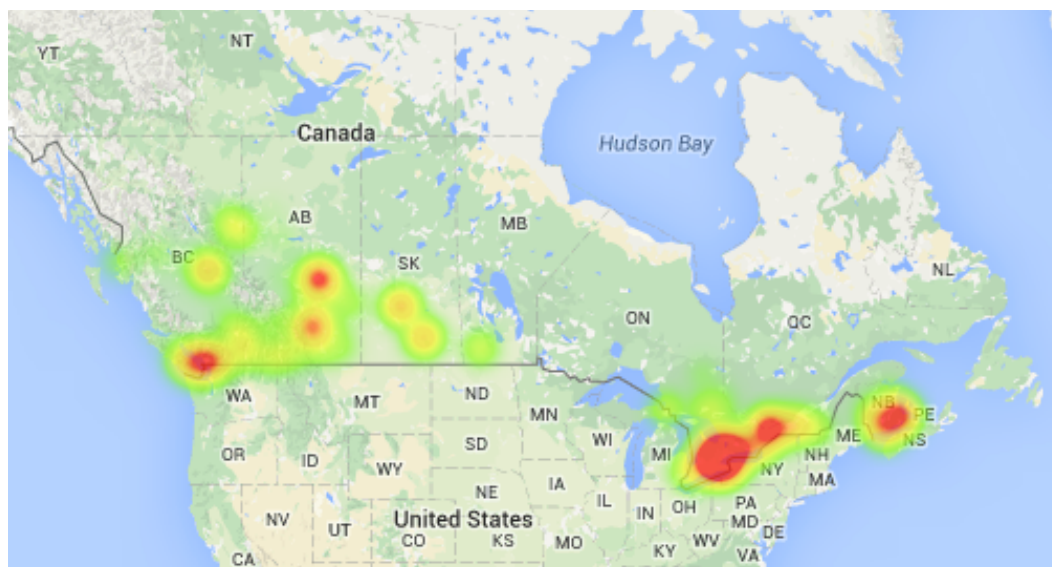 NT
YT
Canada
Hudson Bay
AB
MB
BC
SK
NL
ON
QC
WA
ND
MT
MN
NB
PE
ME
NS
OR
SD
WI
MI
ID
WY
NY
NH
MA
NE
IA
IL
IN
OH
PA
NV
UT
United States
MD
DE
CO
KS
MO
WV
KY
VA
CA